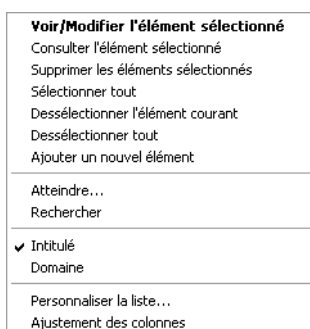 Voir/Modifier l'élément sélectionné
Consulter l'élément sélectionné
Supprimer les éléments sélectionnés
Sélectionner tout
Dessélectionner l'élément courant
Dessélectionner tout
Ajouter un nouvel élément
Atteindre...
Rechercher
Intitulé
Domaine
Personnaliser la liste...
Ajustement des colonnes